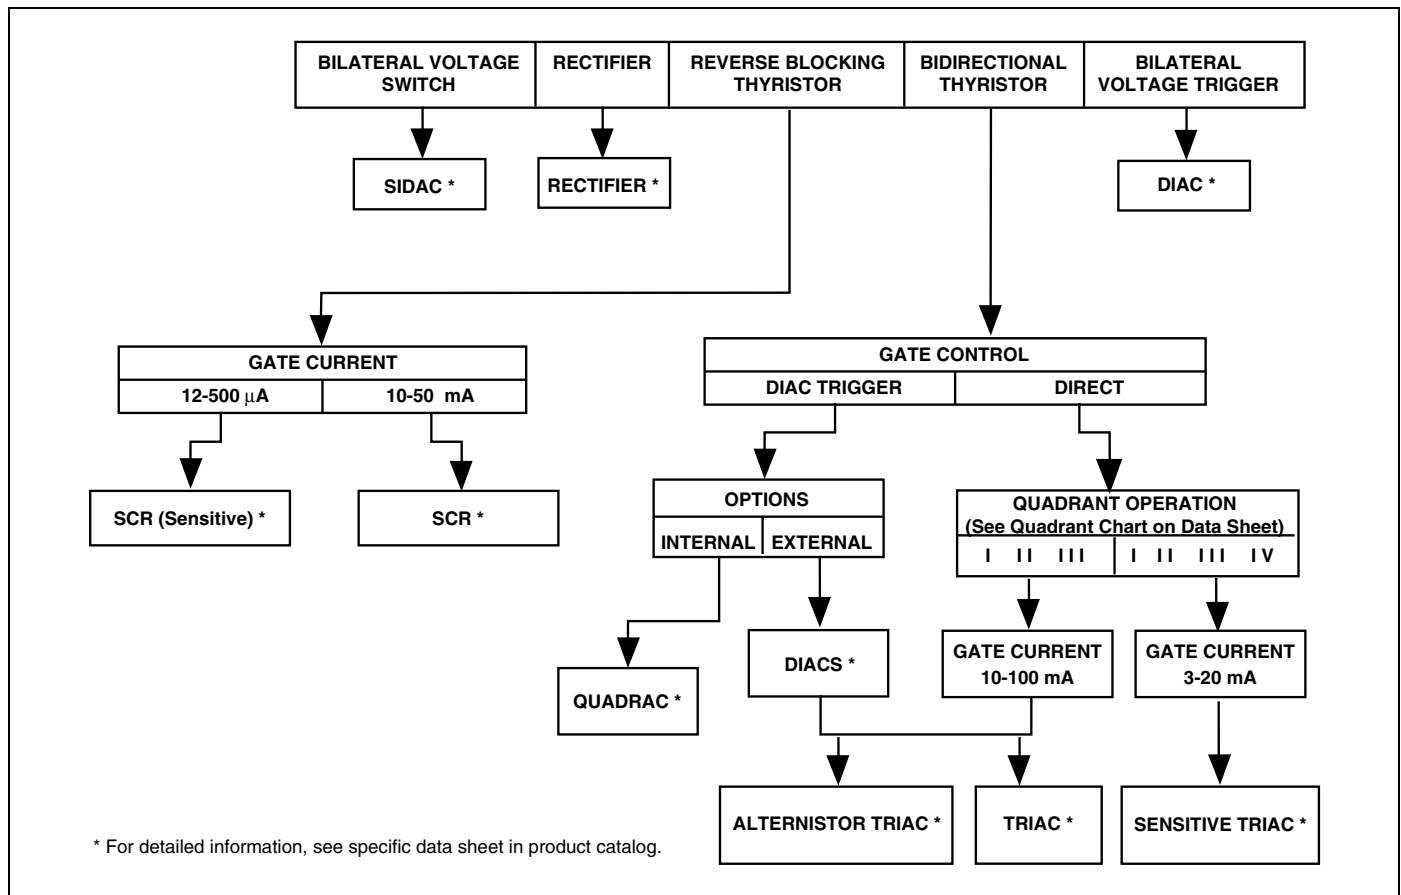 BILATERAL VOLTAGE
SWITCH
RECTIFIER
REVERSE BLOCKING
THYRISTOR
BIDIRECTIONAL
THYRISTOR
BILATERAL
VOLTAGE TRIGGER
SIDAC *
RECTIFIER *
DIAC *
GATE CURRENT
12-500 µA
10-50 mA
GATE CONTROL
DIAC TRIGGER
DIRECT
SCR (Sensitive) *
SCR *
OPTIONS
INTERNAL
EXTERNAL
QUADRANT OPERATION
(See Quadrant Chart on Data Sheet)
I II III
I II III IV
QUADRAC *
DIACS *
GATE CURRENT
10-100 mA
GATE CURRENT
3-20 mA
ALTERNISTOR TRIAC *
TRIAC *
SENSITIVE TRIAC *
* For detailed information, see specific data sheet in product catalog.